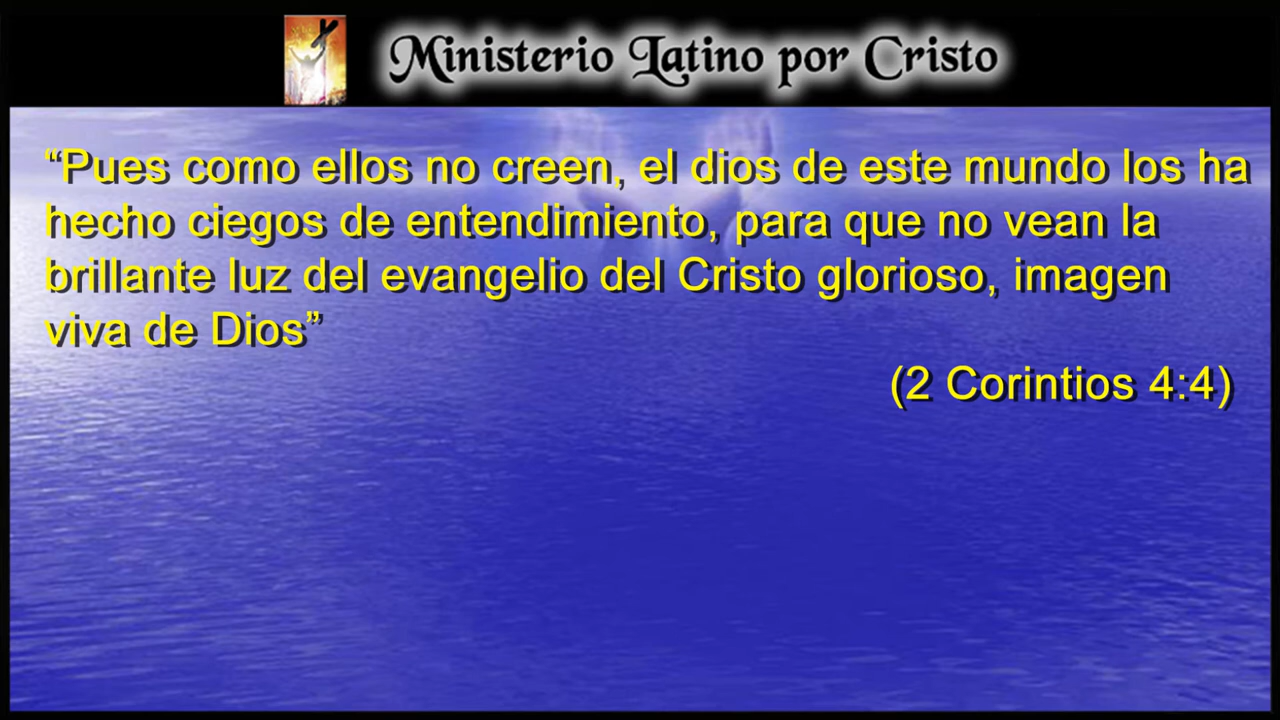 Ministerio Latino por Cristo
“Pues como ellos no creen, el dios de este mundo los ha
hecho ciegos de entendimiento, para que no vean la
brillante luz del evangelio del Cristo glorioso, imagen
viva de Dios”
(2 Corintios 4:4)